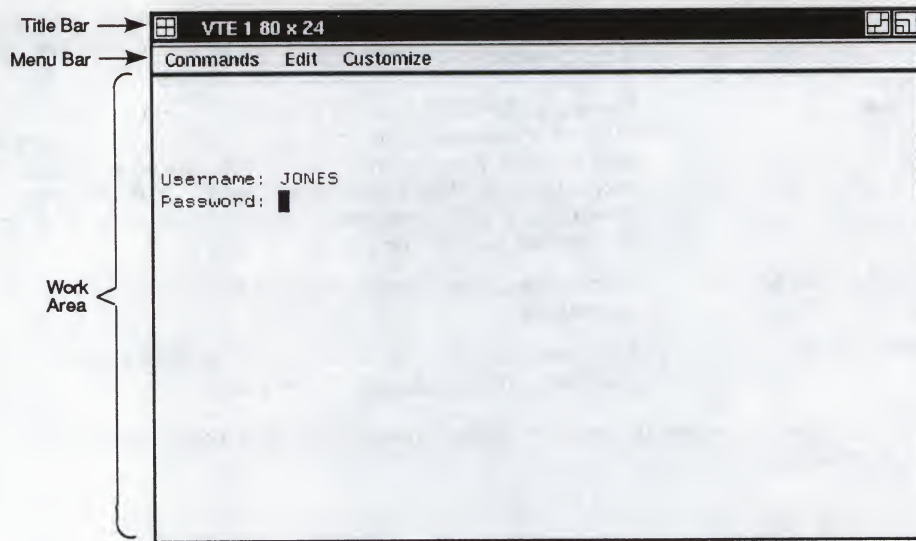 Title Bar
VTE 1 80 x 24
Menu Bar
Commands Edit Customize
Username: JONES
Password:
Work
Area